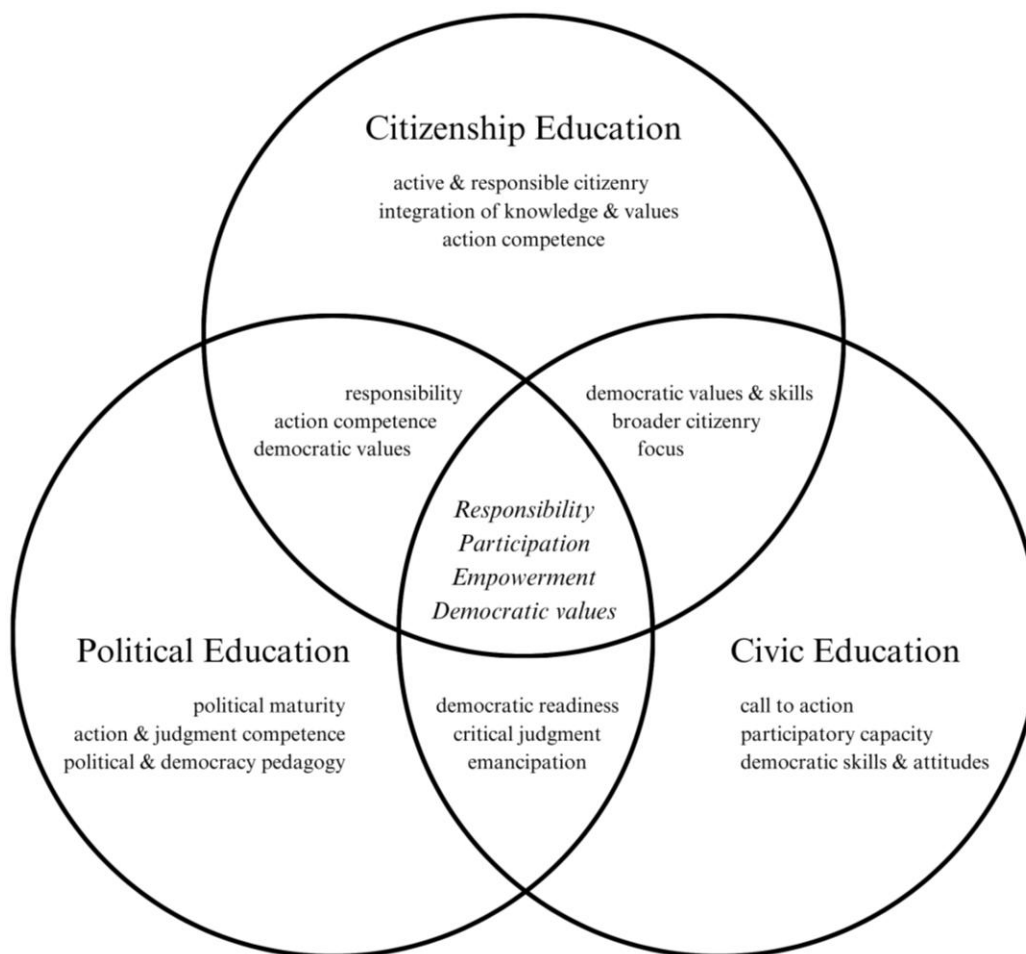 Citizenship Education
active & responsible citizenry
integration of knowledge & values
action competence
responsibility
action competence
democratic values
democratic values & skills
broader citizenry
focus
Responsibility
Participation
Empowerment
Democratic values
Political Education
political maturity
action & judgment competence
political & democracy pedagogy
democratic readiness
critical judgment
emancipation
Civic Education
call to action
participatory capacity
democratic skills & attitudes